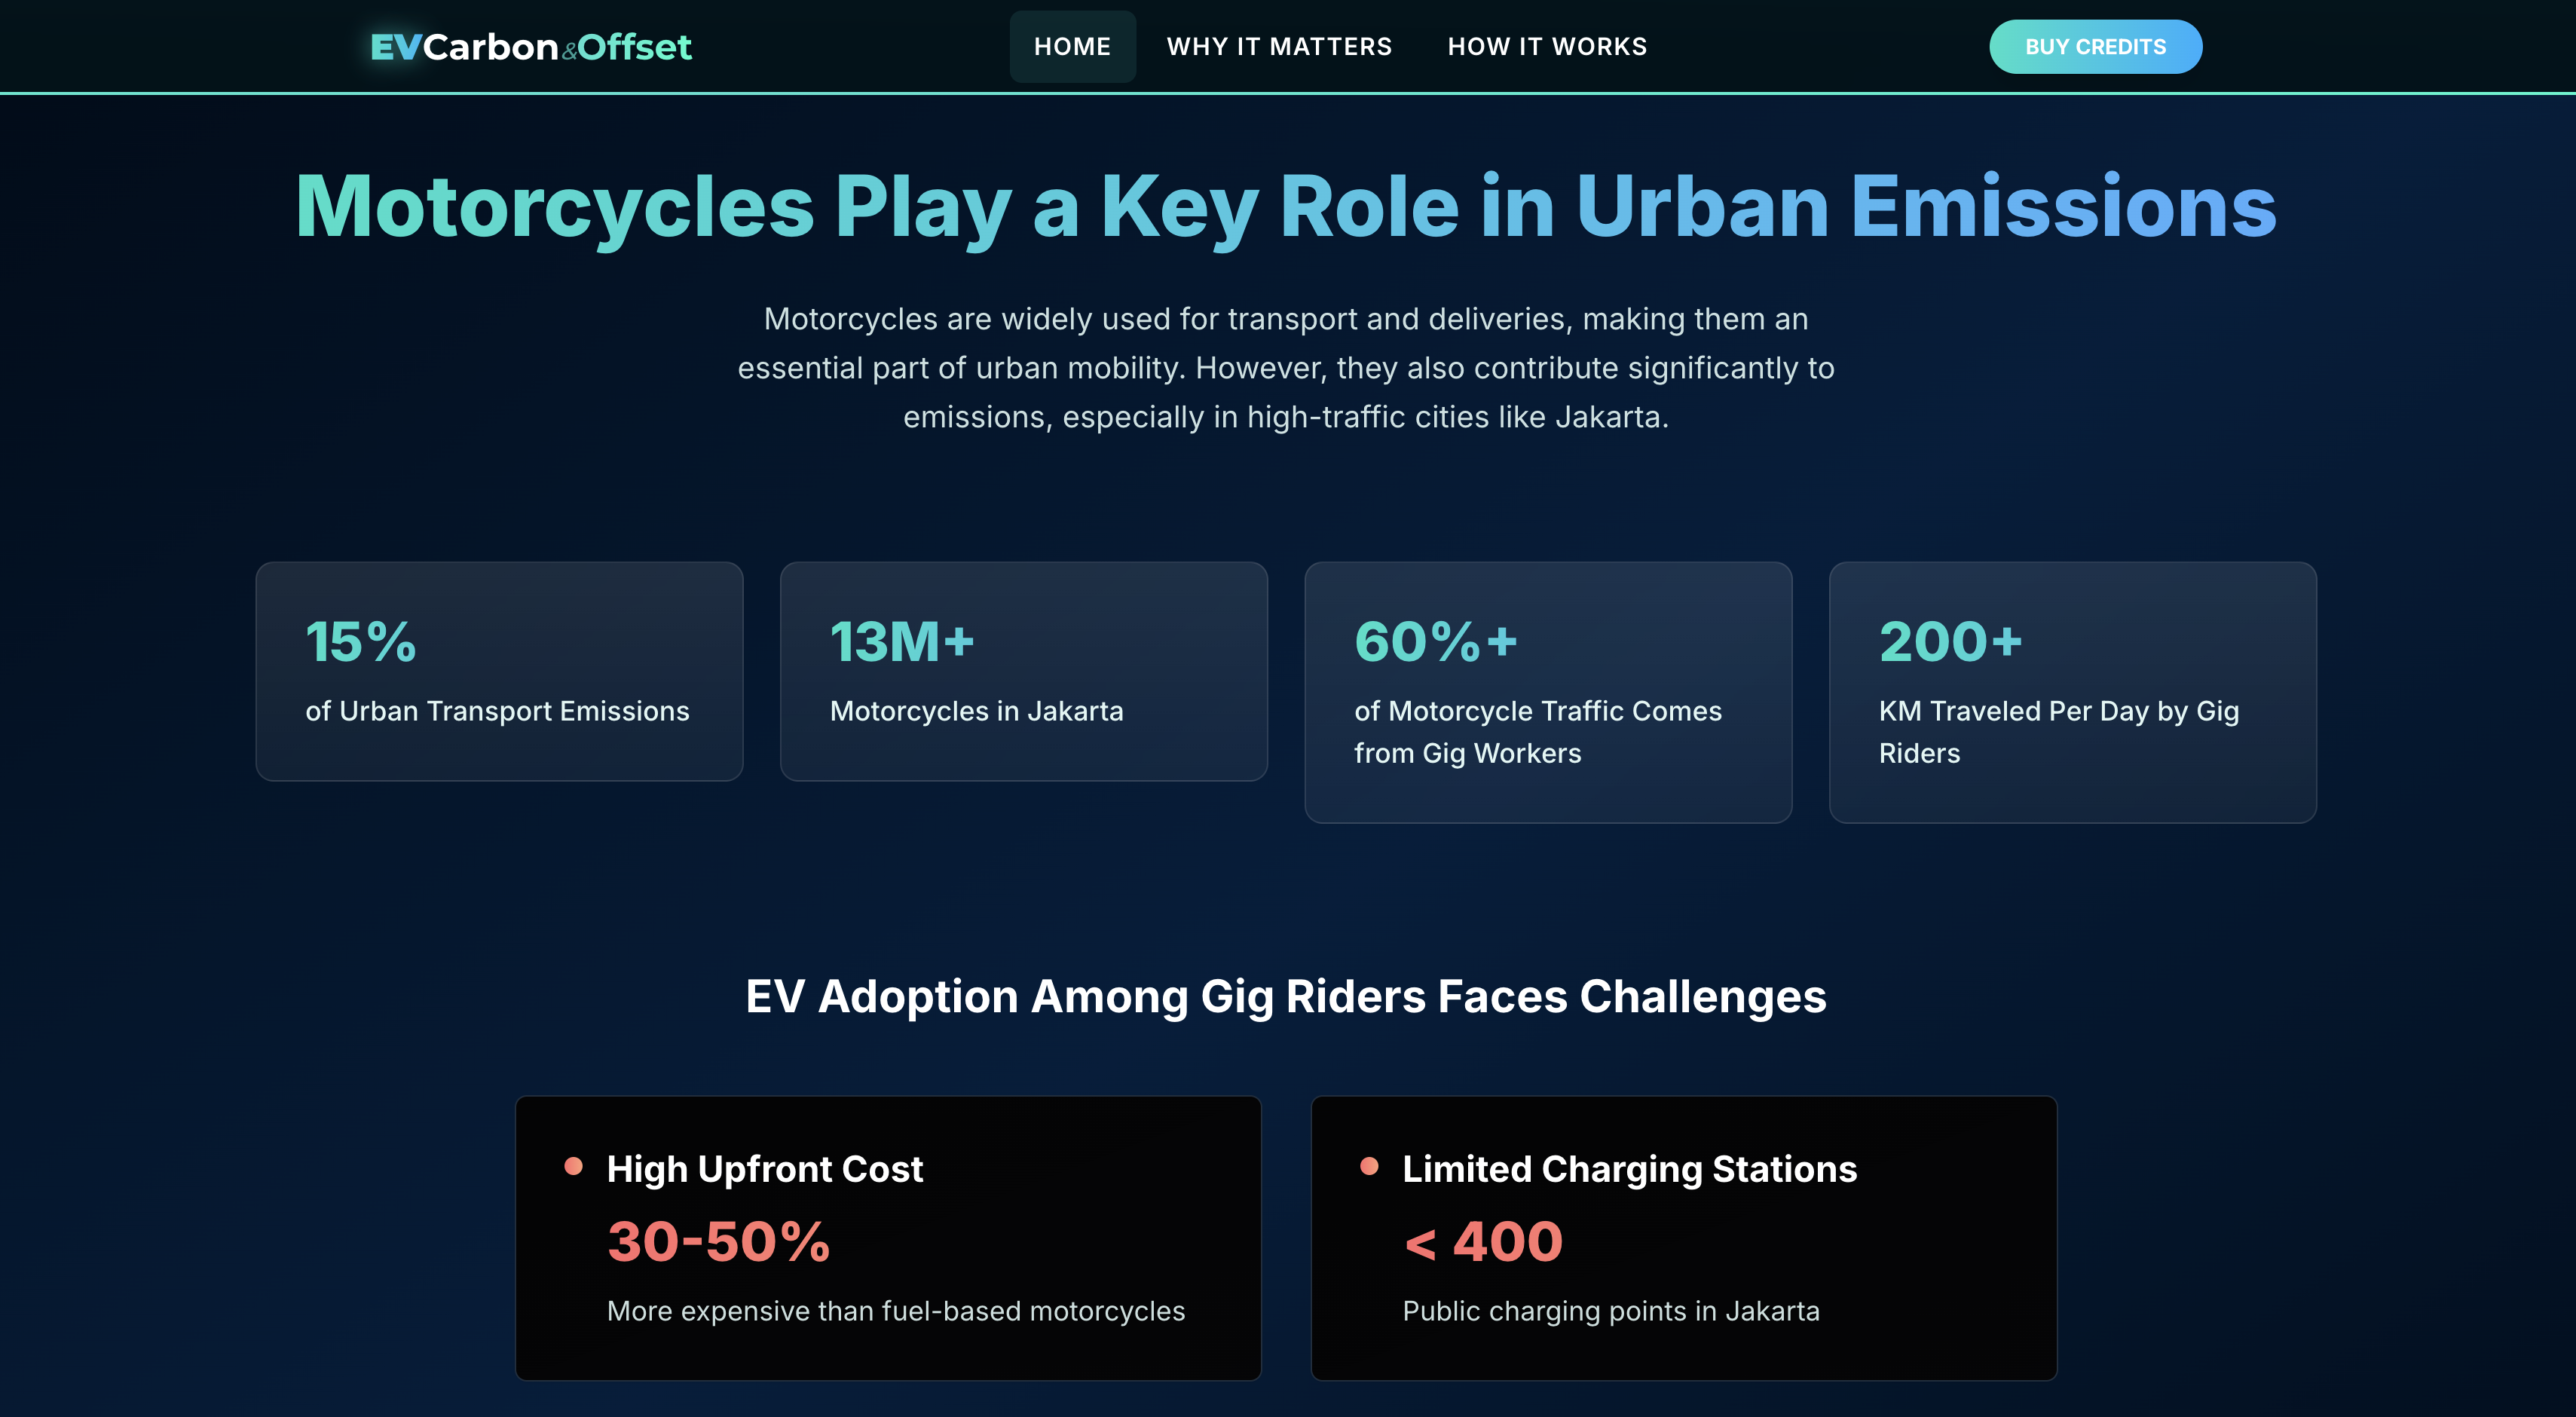 EVCarbon&Offset
HOME
WHY IT MATTERS
HOW IT WORKS
BUY CREDITS
Motorcycles Play a Key Role in Urban Emissions
Motorcycles are widely used for transport and deliveries, making them an
essential part of urban mobility. However, they also contribute significantly to
emissions, especially in high-traffic cities like Jakarta.
15%
of Urban Transport Emissions
13M+
Motorcycles in Jakarta
60%+
of Motorcycle Traffic Comes
from Gig Workers
200+
KM Traveled Per Day by Gig
Riders
EV Adoption Among Gig Riders Faces Challenges
High Upfront Cost
30-50%
More expensive than fuel-based motorcycles
Limited Charging Stations
< 400
Public charging points in Jakarta